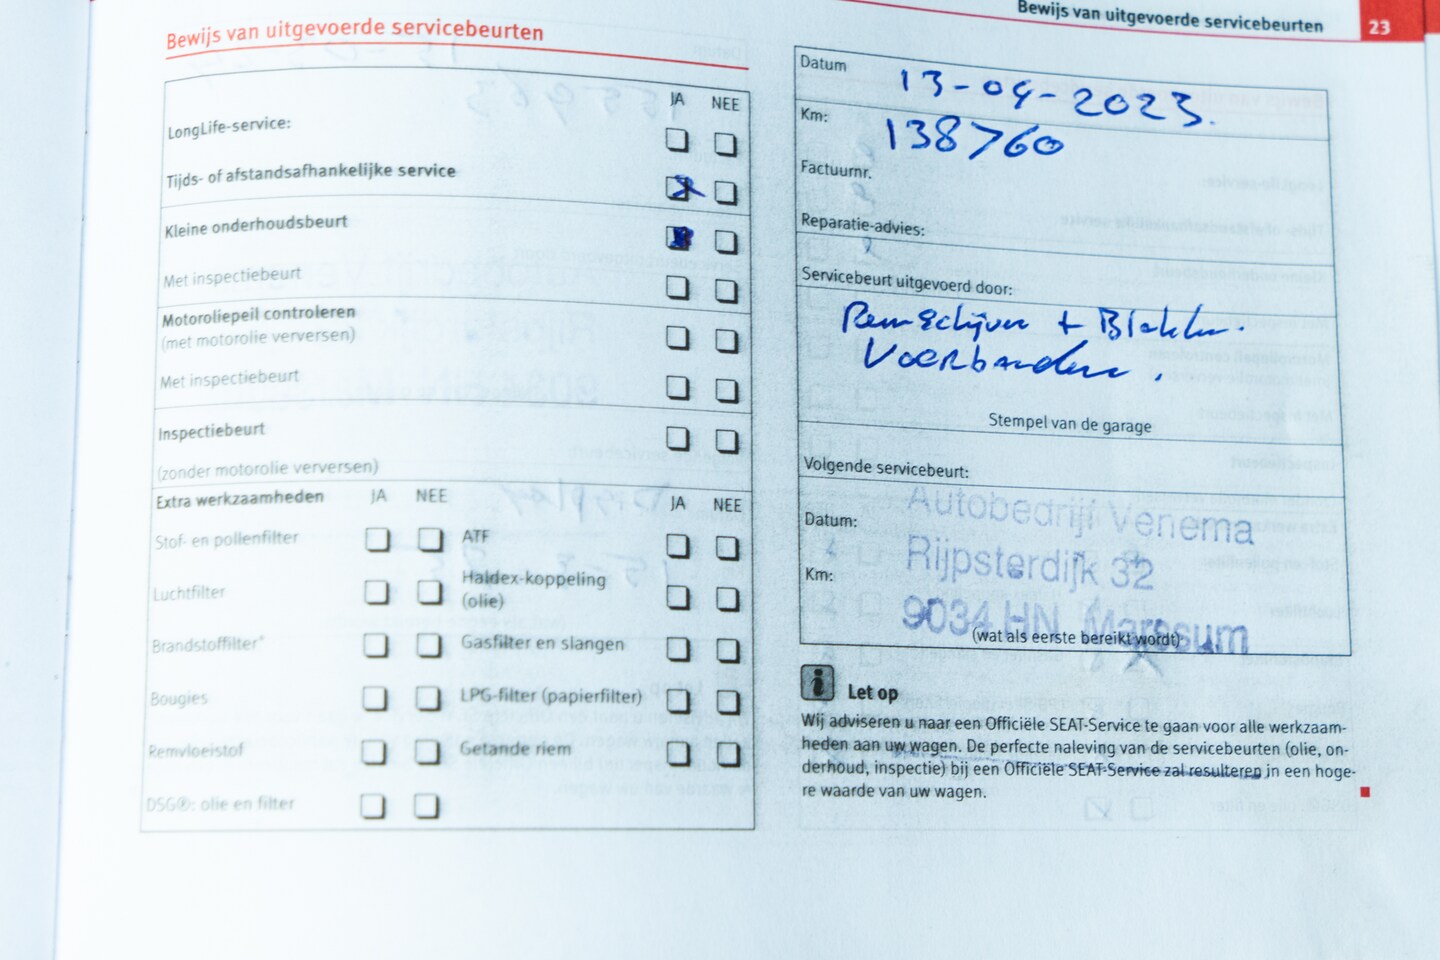 Bewijs van uitgevoerde servicebeurten 23
Bewijs van uitgevoerde servicebeurten
JA NEE
LongLife-service:
Tijds- of afstandsafhankelijke service
Kleine onderhoudsbeurt
Met inspectiebeurt
Motoroliepeil controleren
(met motorolie verversen)
Met inspectiebeurt
Inspectiebeurt
(zonder motorolie verversen)
Extra werkzaamheden JA NEE JA NEE
Stof- en pollenfilter ATF
Luchtfilter Haldex-koppeling
(olie)
Brandstoffilter* Gasfilter en slangen
Bougies LPG-filter (papierfilter)
Remvloeistof Getande riem
DSG®: olie en filter
Datum 13-04-2023.
Km: 138760
Factuurnr.
Reparatie-advies:
Servicebeurt uitgevoerd door:
Remschijven + Blokken.
Voorbanden.
Stempel van de garage
Volgende servicebeurt:
Autobedrijf Venema
Datum:
Rijpsterdijk 32
Km:
9034 HN Marssum
(wat als eerste bereikt wordt)
i Let op
Wij adviseren u naar een Officiële SEAT-Service te gaan voor alle werkzaam-
heden aan uw wagen. De perfecte naleving van de servicebeurten (olie, on-
derhoud, inspectie) bij een Officiële SEAT-Service zal resulteren in een hoge-
re waarde van uw wagen.